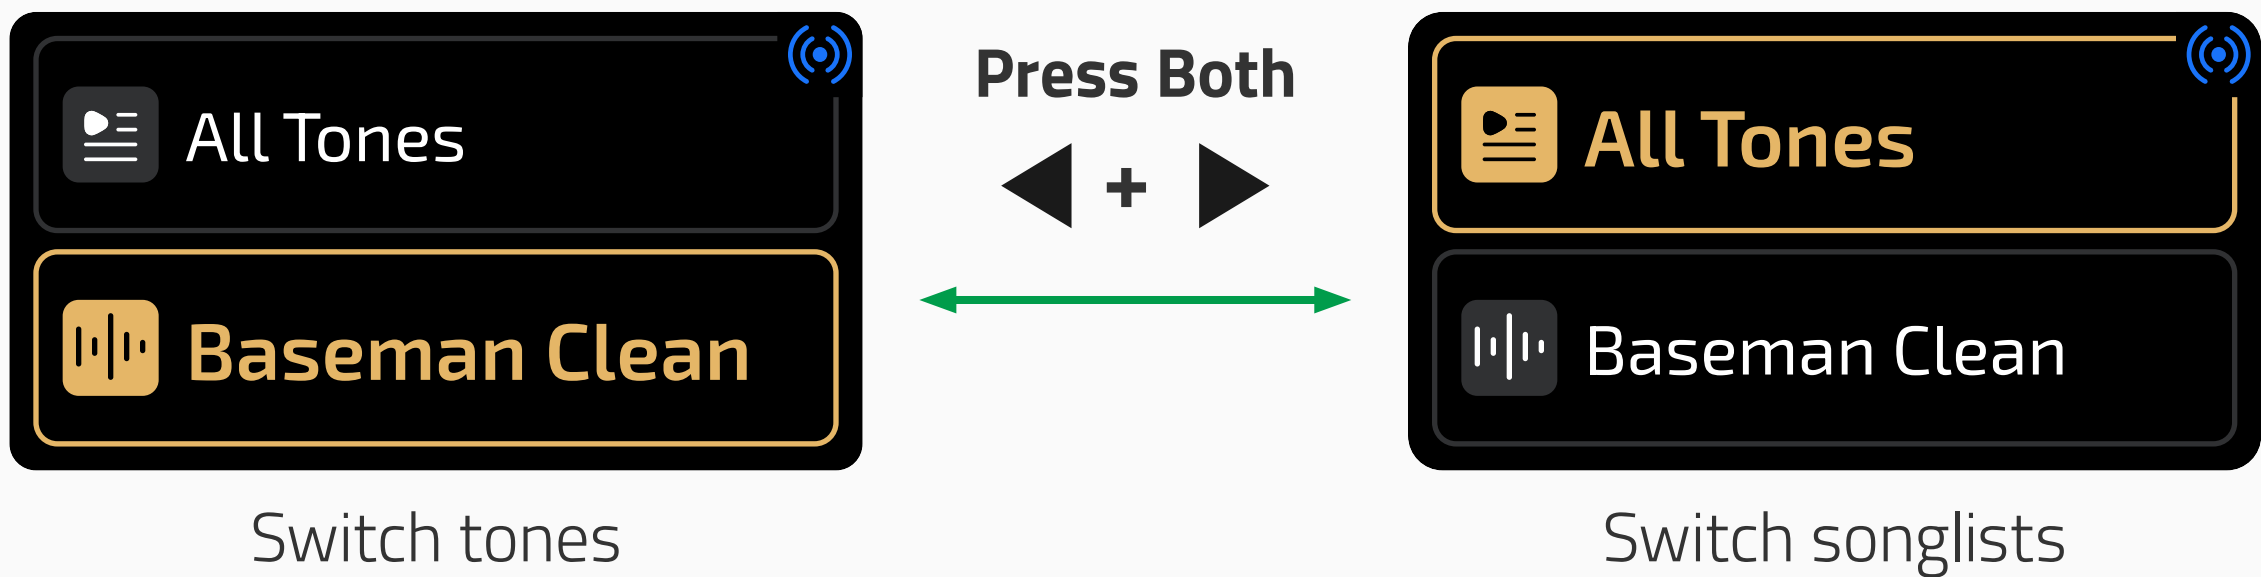 All Tones
Baseman Clean
Switch tones
Press Both
+
All Tones
Baseman Clean
Switch songlists